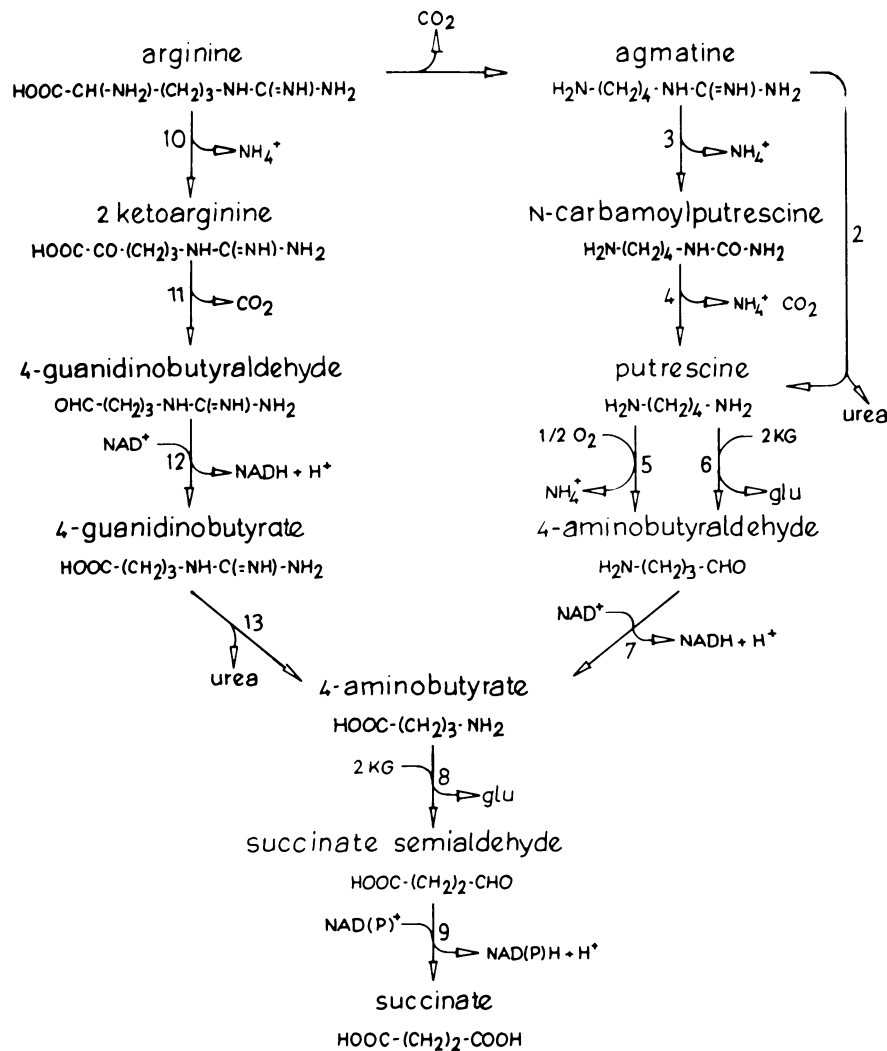 CO₂
arginine
agmatine
HOOC-CH(-NH₂)-(CH₂)₃-NH-C(=NH)-NH₂
H₂N-(CH₂)₄-NH-C(=NH)-NH₂
10
NH₄⁺
3
NH₄⁺
2 ketoarginine
N-carbamoylputrescine
2
HOOC-CO-(CH₂)₃-NH-C(=NH)-NH₂
H₂N-(CH₂)₄-NH-CO-NH₂
11
CO₂
4
NH₄⁺ CO₂
4-guanidinobutyraldehyde
putrescine
OHC-(CH₂)₃-NH-C(=NH)-NH₂
H₂N-(CH₂)₄-NH₂
urea
NAD⁺
12
NADH + H⁺
1/2 O₂
5
NH₄⁺
6
2KG
glu
4-guanidinobutyrate
4-aminobutyraldehyde
HOOC-(CH₂)₃-NH-C(=NH)-NH₂
H₂N-(CH₂)₃-CHO
13
urea
NAD⁺
7
NADH + H⁺
4-aminobutyrate
HOOC-(CH₂)₃-NH₂
2 KG
8
glu
succinate semialdehyde
HOOC-(CH₂)₂-CHO
NAD(P)⁺
9
NAD(P)H + H⁺
succinate
HOOC-(CH₂)₂-COOH